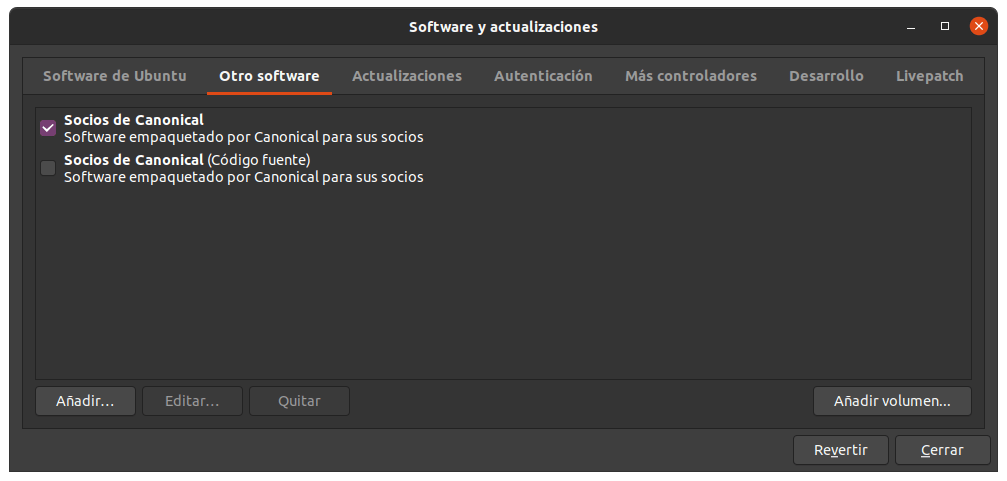 Software y actualizaciones
Software de Ubuntu Otro software Actualizaciones Autenticación Más controladores Desarrollo Livepatch
Socios de Canonical
Software empaquetado por Canonical para sus socios
Socios de Canonical (Código fuente)
Software empaquetado por Canonical para sus socios
Añadir... Editar... Quitar Añadir volumen...
Revertir Cerrar